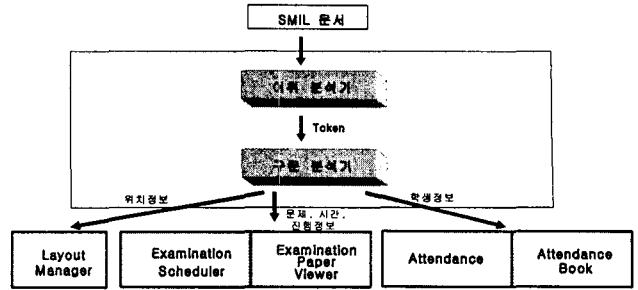 SMIL 문서
어휘 분석기
Token
구문 분석기
위치정보
문제, 시간,
진행정보
학생정보
Layout
Manager
Examination
Scheduler
Examination
Paper
Viewer
Attendance
Attendance
Book